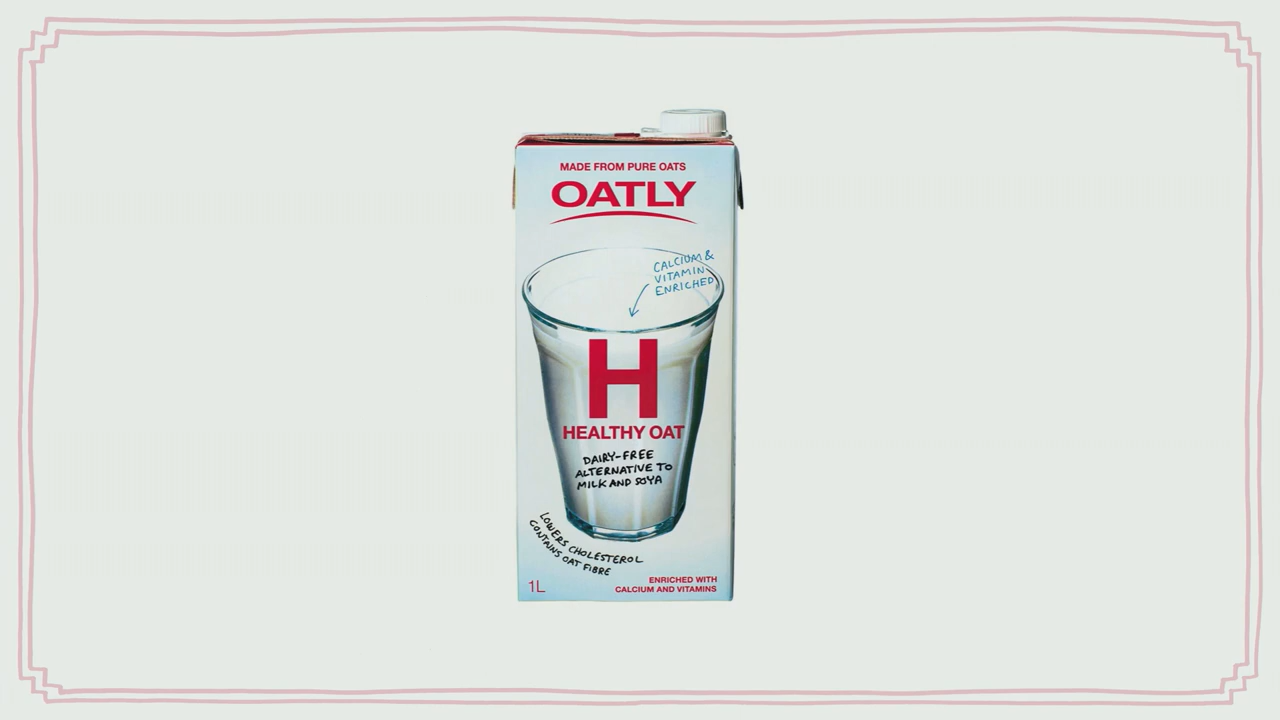 MADE FROM PURE OATS
OATLY
CALCIUM &
VITAMIN
ENRICHED
H
HEALTHY OAT
DAIRY-FREE
ALTERNATIVE TO
MILK AND SOYA
LOWERS CHOLESTEROL
CONTAINS OAT FIBRE
1L
ENRICHED WITH
CALCIUM AND VITAMINS